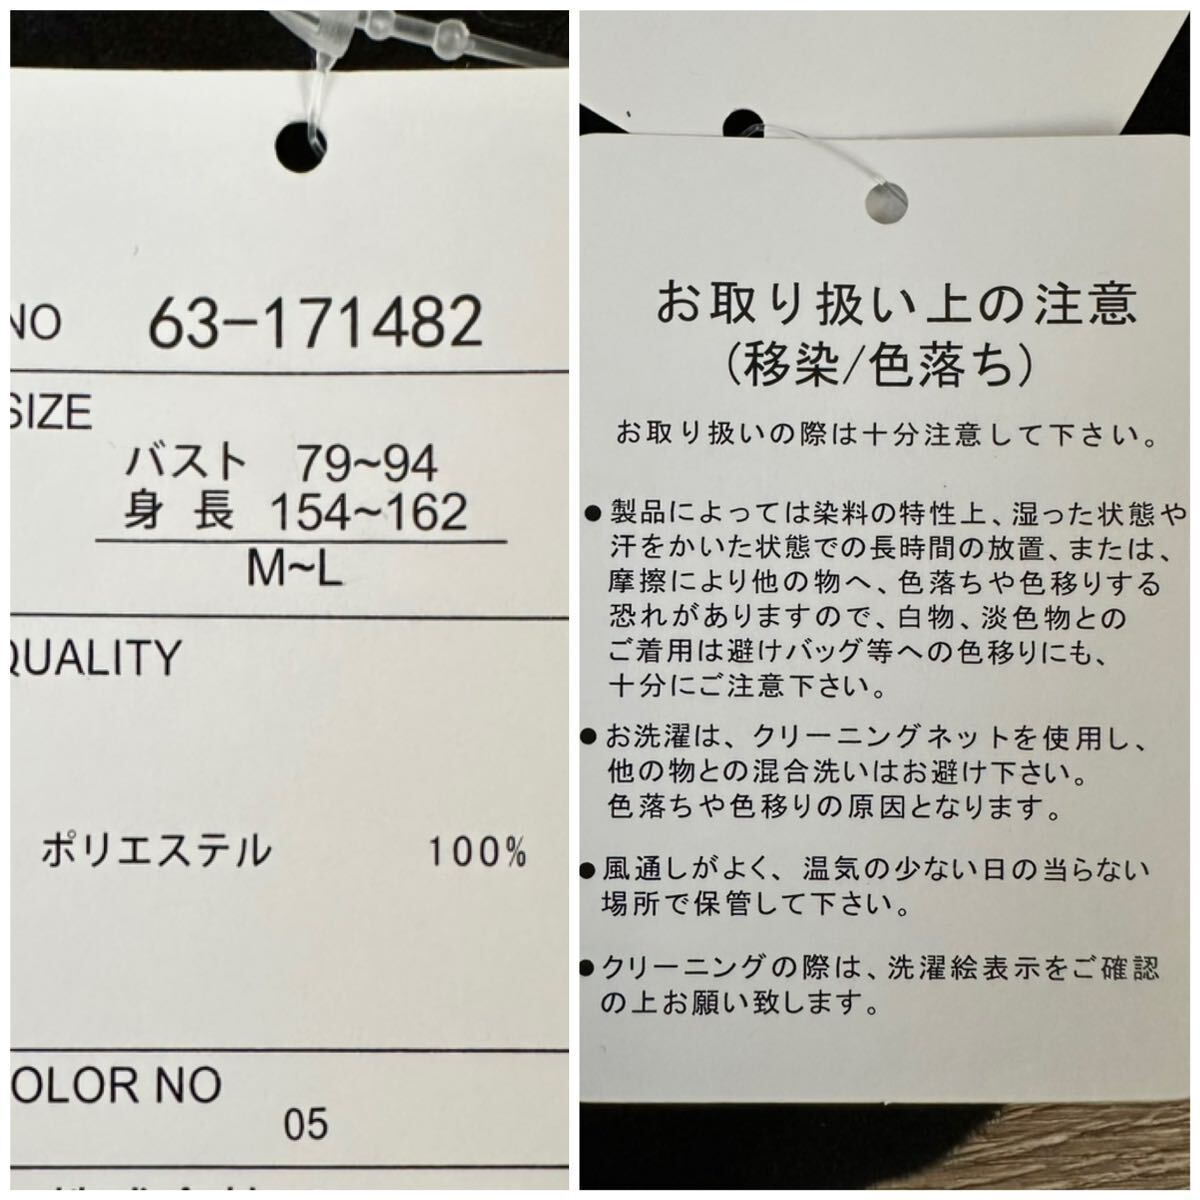 NO 63-171482
SIZE
バスト 79~94
身 長 154~162
M~L
QUALITY
ポリエステル 100%
COLOR NO
05
お取り扱い上の注意
(移染/色落ち)
お取り扱いの際は十分注意して下さい。
●製品によっては染料の特性上、湿った状態や
汗をかいた状態での長時間の放置、または、
摩擦により他の物へ、色落ちや色移りする
恐れがありますので、白物、淡色物との
ご着用は避けバッグ等への色移りにも、
十分にご注意下さい。
●お洗濯は、クリーニングネットを使用し、
他の物との混合洗いはお避け下さい。
色落ちや色移りの原因となります。
●風通しがよく、温気の少ない日の当らない
場所で保管して下さい。
●クリーニングの際は、洗濯絵表示をご確認
の上お願い致します。